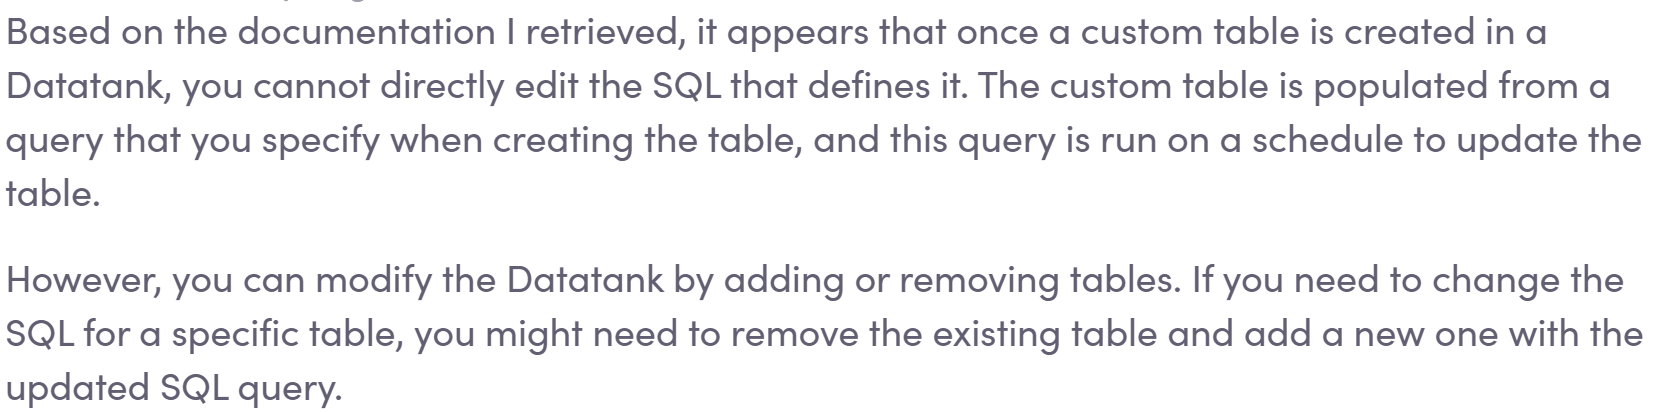 Based on the documentation I retrieved, it appears that once a custom table is created in a
Datatank, you cannot directly edit the SQL that defines it. The custom table is populated from a
query that you specify when creating the table, and this query is run on a schedule to update the
table.
However, you can modify the Datatank by adding or removing tables. If you need to change the
SQL for a specific table, you might need to remove the existing table and add a new one with the
updated SQL query.